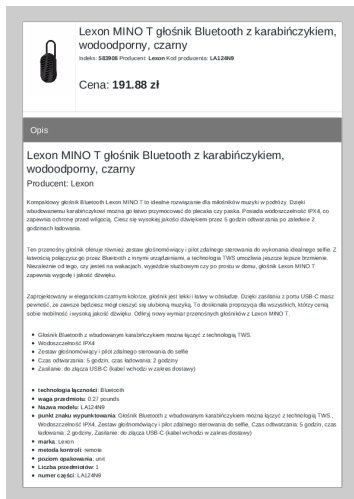 Lexon MINO T głośnik Bluetooth z karabińczykiem,
wodoodporny, czarny
Indeks: 583908 Producent: Lexon Kod producenta: LA124N9
Cena: 191.88 zł
Opis
Lexon MINO T głośnik Bluetooth z karabińczykiem,
wodoodporny, czarny
Producent: Lexon
Kompaktowy głośnik Bluetooth Lexon MINO T to idealne rozwiązanie dla miłośników muzyki w podróży. Dzięki
wbudowanemu karabińczykowi można go łatwo przymocować do plecaka czy paska. Posiada wodoszczelność IPX4, co
zapewnia ochronę przed wilgocią. Ciesz się wysokiej jakości dźwiękiem przez 5 godzin odtwarzania po zaledwie 2
godzinach ładowania.
Ten przenośny głośnik oferuje również zestaw głośnomówiący i pilot zdalnego sterowania do wykonania idealnego selfie. Z
łatwością połączysz go przez Bluetooth z innymi urządzeniami, a technologia TWS umożliwia jeszcze lepsze brzmienie.
Niezależnie od tego, czy jesteś na wakacjach, wyjeździe służbowym czy po prostu w domu, głośnik Lexon MINO T
zapewnia wygodę i jakość dźwięku.
Zaprojektowany w eleganckim czarnym kolorze, głośnik jest lekki i łatwy w obsłudze. Dzięki zasilaniu z portu USB-C masz
pewność, że zawsze będziesz mógł cieszyć się ulubioną muzyką. To doskonała propozycja dla wszystkich, którzy cenią
sobie mobilność i wysoką jakość dźwięku. Odkryj nowy wymiar przenośnych głośników z Lexon MINO T.
Głośnik Bluetooth z wbudowanym karabińczykiem można łączyć z technologią TWS.
Wodoszczelność IPX4
Zestaw głośnomówiący i pilot zdalnego sterowania do selfie
Czas odtwarzania: 5 godzin, czas ładowania: 2 godziny
Zasilanie: do złącza USB-C (kabel wchodzi w zakres dostawy)
technologia łączności: Bluetooth
waga przedmiotu: 0.27 pounds
Nazwa modelu: LA124N9
punkt znaku wypunktowania: Głośnik Bluetooth z wbudowanym karabińczykiem można łączyć z technologią TWS.,
Wodoszczelność IPX4, Zestaw głośnomówiący i pilot zdalnego sterowania do selfie, Czas odtwarzania: 5 godzin, czas
ładowania: 2 godziny, Zasilanie: do złącza USB-C (kabel wchodzi w zakres dostawy)
marka: Lexon
metoda kontroli: remote
poziom opakowania: unit
Liczba przedmiotów: 1
numer części: LA124N9